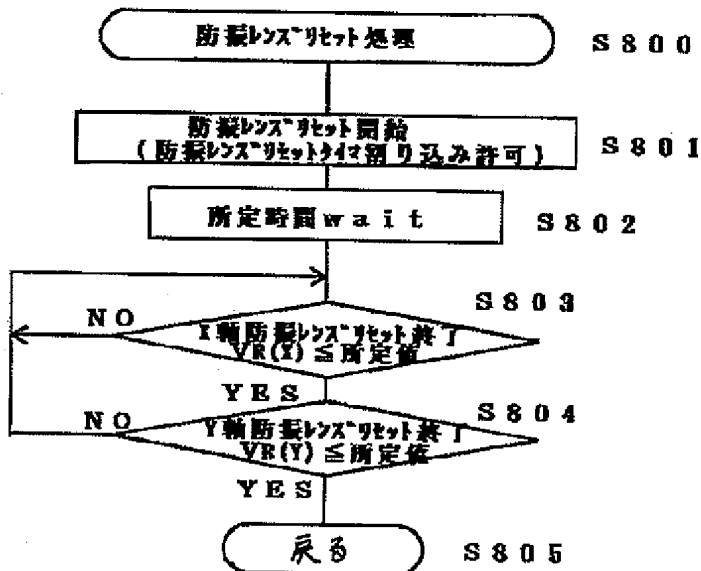 防振ﾚﾝｽﾞﾘｾｯﾄ処理
S800
防振ﾚﾝｽﾞﾘｾｯﾄ開始
(防振ﾚﾝｽﾞﾘｾｯﾄﾀｲﾏ割り込み許可)
S801
所定時間wait
S802
S803
NO
X軸防振ﾚﾝｽﾞﾘｾｯﾄ終了
VR(X)≦所定値
YES
S804
NO
Y軸防振ﾚﾝｽﾞﾘｾｯﾄ終了
VR(Y)≦所定値
YES
戻る
S805